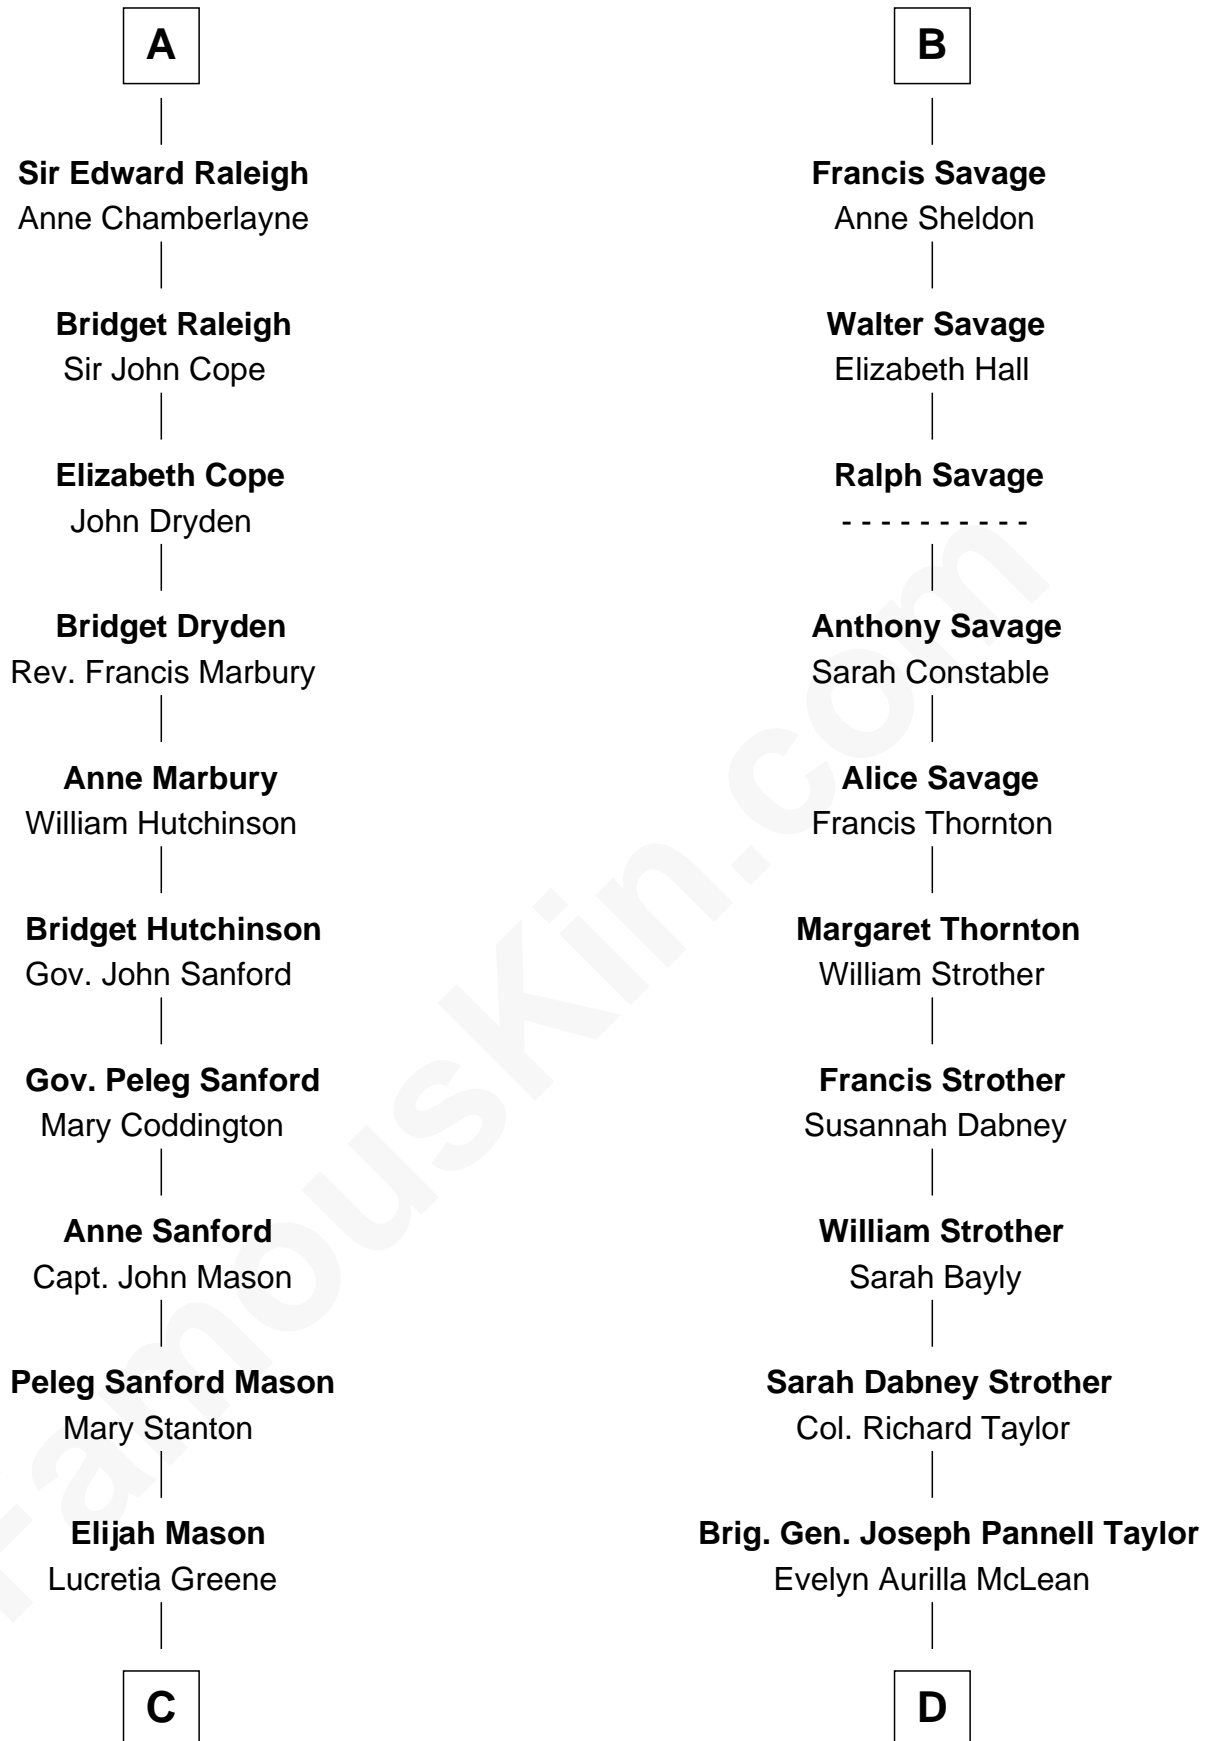 A
Sir Edward Raleigh
Anne Chamberlayne
Bridget Raleigh
Sir John Cope
Elizabeth Cope
John Dryden
Bridget Dryden
Rev. Francis Marbury
Anne Marbury
William Hutchinson
Bridget Hutchinson
Gov. John Sanford
Gov. Peleg Sanford
Mary Coddington
Anne Sanford
Capt. John Mason
Peleg Sanford Mason
Mary Stanton
Elijah Mason
Lucretia Greene
C
B
Francis Savage
Anne Sheldon
Walter Savage
Elizabeth Hall
Ralph Savage
- - - - - - - - - -
Anthony Savage
Sarah Constable
Alice Savage
Francis Thornton
Margaret Thornton
William Strother
Francis Strother
Susannah Dabney
William Strother
Sarah Bayly
Sarah Dabney Strother
Col. Richard Taylor
Brig. Gen. Joseph Pannell Taylor
Evelyn Aurilla McLean
D
FamousKin.com